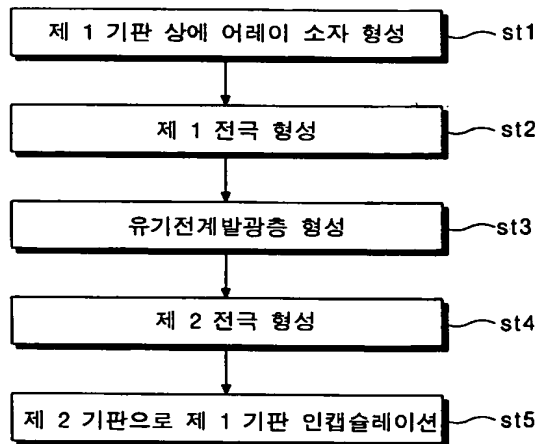 제 1 기판 상에 어레이 소자 형성 st1
제 1 전극 형성 st2
유기전계발광층 형성 st3
제 2 전극 형성 st4
제 2 기판으로 제 1 기판 인캡슐레이션 st5